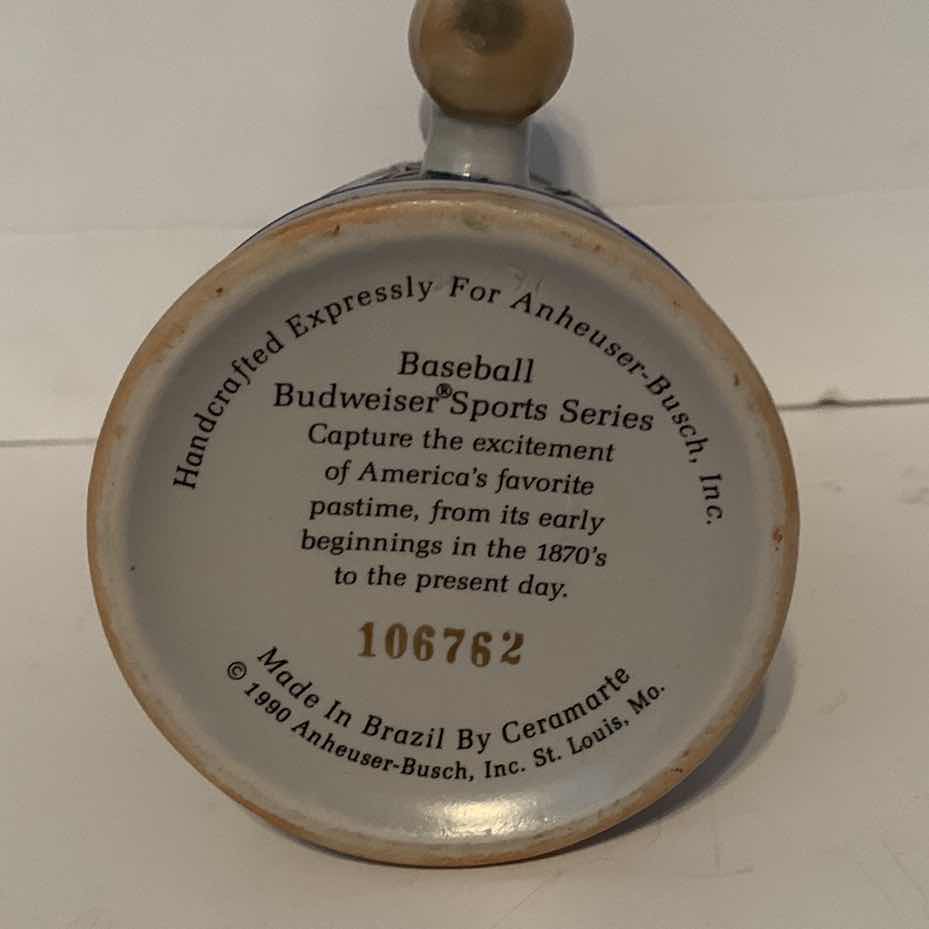 Handcrafted Expressly For Anheuser-Busch, Inc.
Baseball
Budweiser® Sports Series
Capture the excitement
of America's favorite
pastime, from its early
beginnings in the 1870's
to the present day.
106762
Made In Brazil By Ceramarte
© 1990 Anheuser-Busch, Inc. St. Louis, Mo.